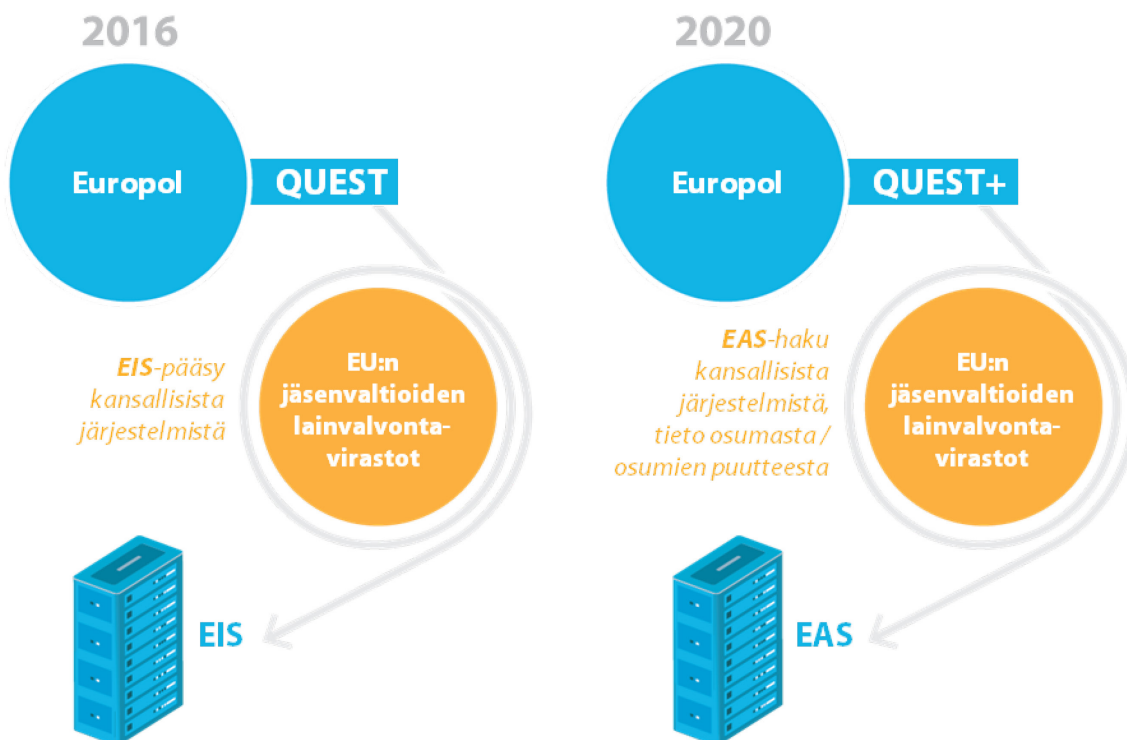 2016
Europol
QUEST
EIS-pääsy
kansallisista
järjestelmistä
EU:n
jäsenvaltioiden
lainvalvonta-
virastot
EIS
2020
Europol
QUEST+
EAS-haku
kansallisista
järjestelmistä,
tieto osumasta /
osumien puutteesta
EU:n
jäsenvaltioiden
lainvalvonta-
virastot
EAS